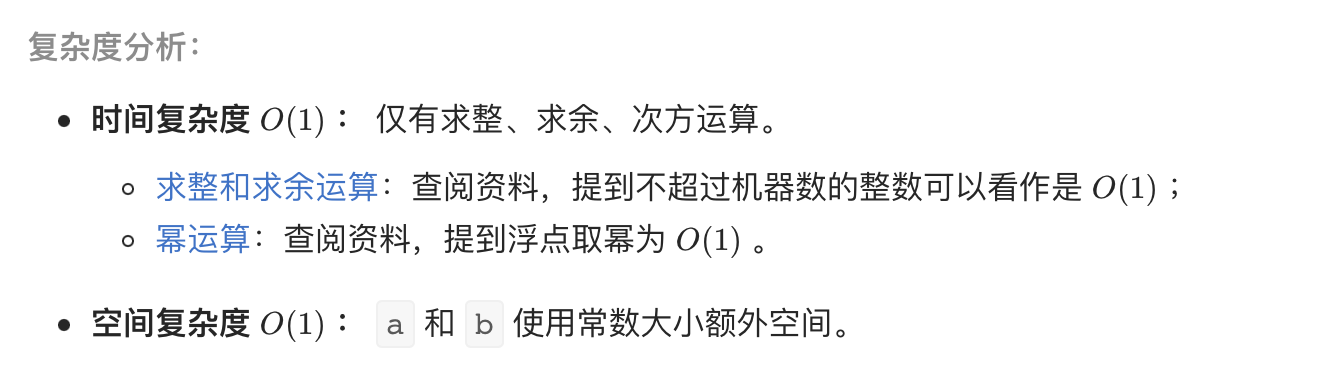 复杂度分析：
• 时间复杂度 O(1)： 仅有求整、求余、次方运算。
◦ 求整和求余运算：查阅资料，提到不超过机器数的整数可以看作是 O(1)；
◦ 幂运算：查阅资料，提到浮点取幂为 O(1) 。
• 空间复杂度 O(1)： a 和 b 使用常数大小额外空间。